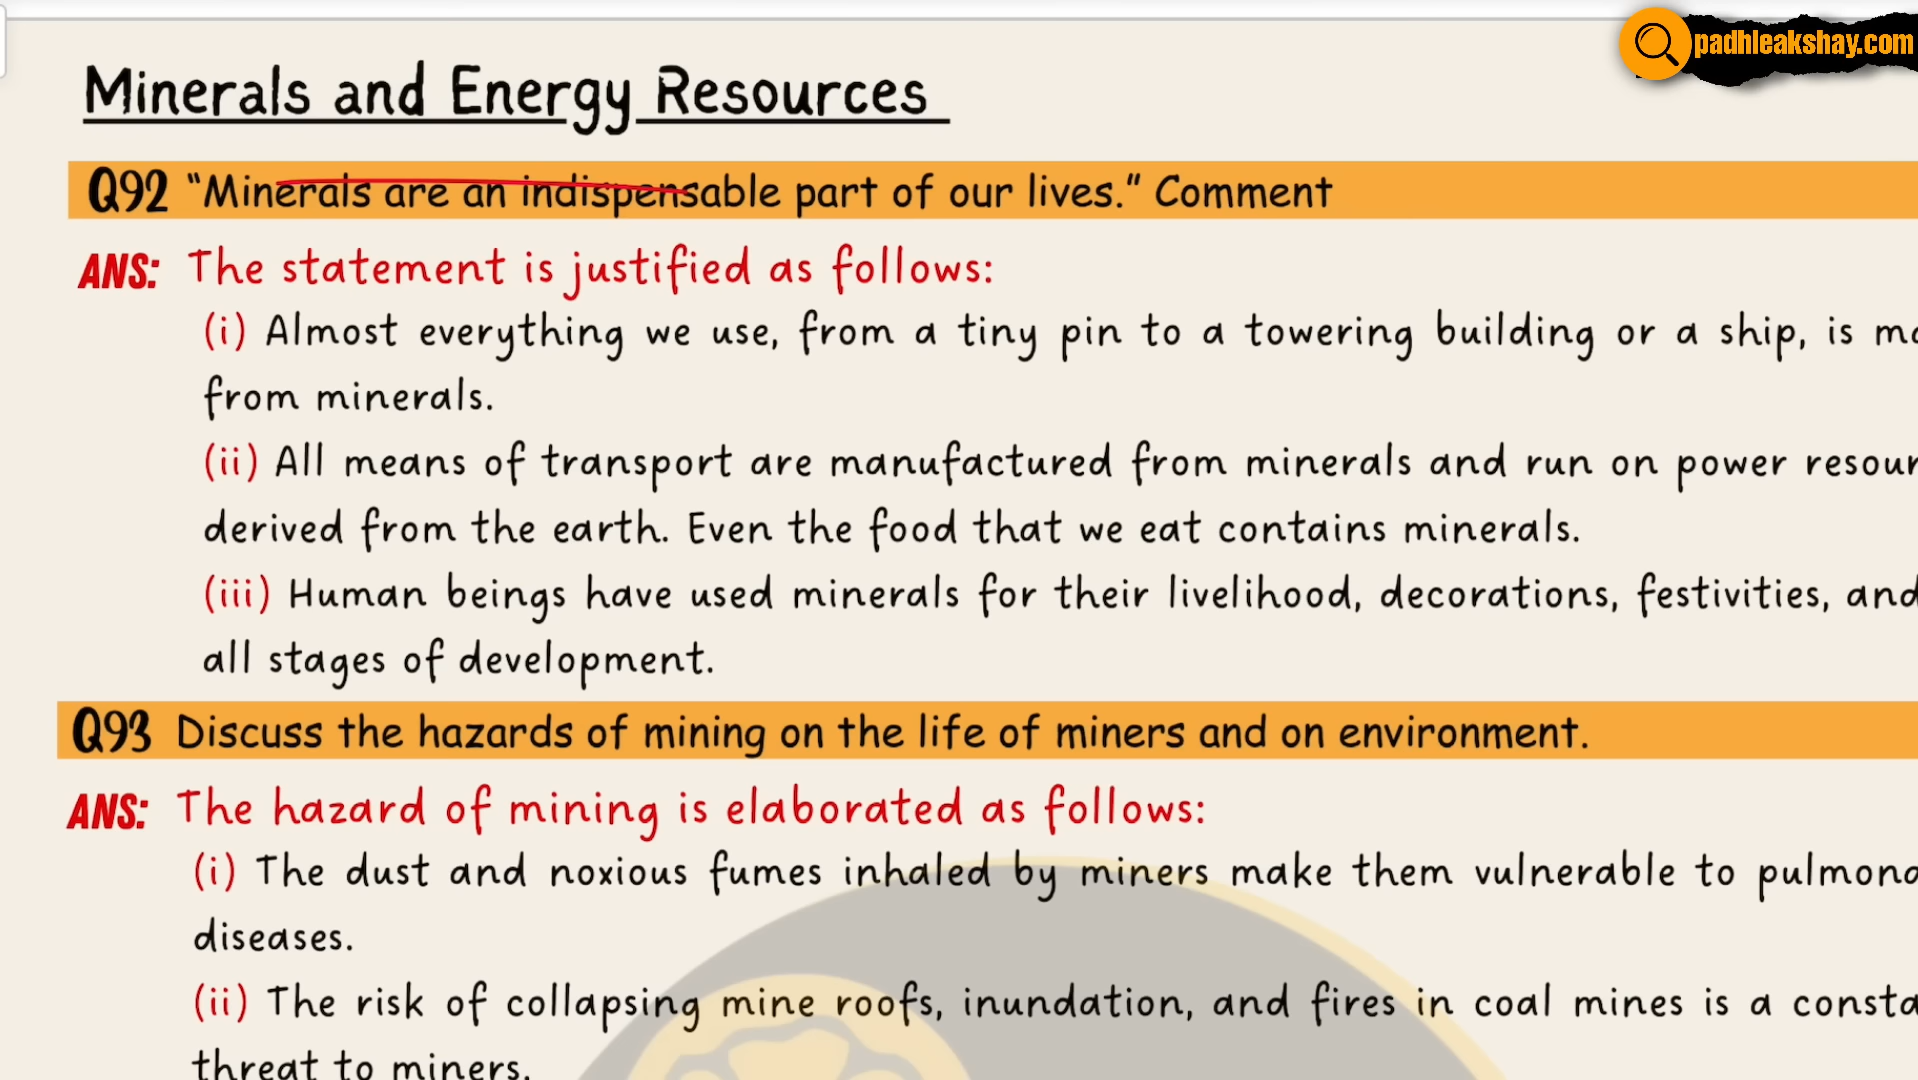 padhleakshay.com
Minerals and Energy Resources
Q92 "Minerals are an indispensable part of our lives." Comment
ANS: The statement is justified as follows:
(i) Almost everything we use, from a tiny pin to a towering building or a ship, is
from minerals.
(ii) All means of transport are manufactured from minerals and run on power
derived from the earth. Even the food that we eat contains minerals.
(iii) Human beings have used minerals for their livelihood, decorations, festivities, and
all stages of development.
Q93 Discuss the hazards of mining on the life of miners and on environment.
ANS: The hazard of mining is elaborated as follows:
(i) The dust and noxious fumes inhaled by miners make them vulnerable to
diseases.
(ii) The risk of collapsing mine roofs, inundation, and fires in coal mines is a
threat to miners.